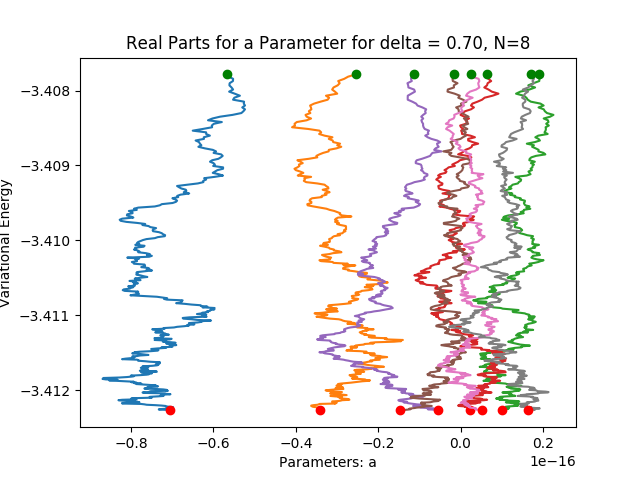 Real Parts for a Parameter for delta = 0.70, N=8
−3.408
−3.409
−3.410
−3.411
−3.412
Variational Energy
−0.8
−0.6
−0.4
−0.2
0.0
0.2
1e−16
Parameters: a